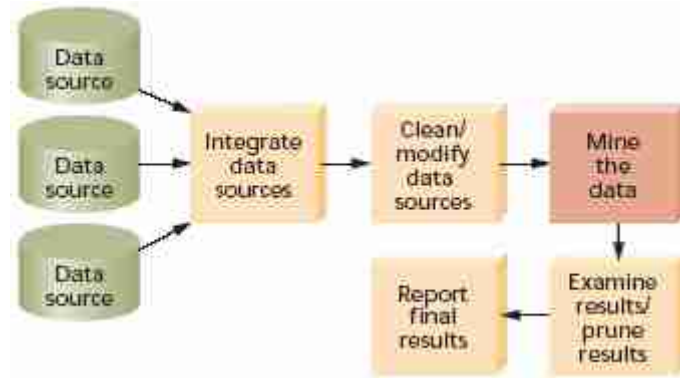 Data
source
Data
source
Data
source
Integrate
data
sources
Clean/
modify
data
sources
Mine
the
data
Examine
results/
prune
results
Report
final
results